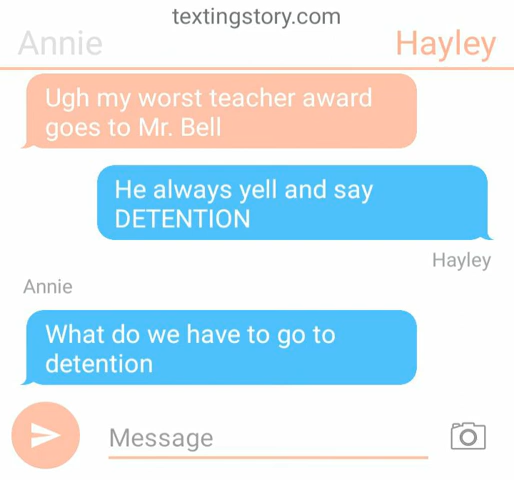 textingstory.com
Annie
Hayley
Ugh my worst teacher award
goes to Mr. Bell
He always yell and say
DETENTION
Hayley
Annie
What do we have to go to
detention
Message